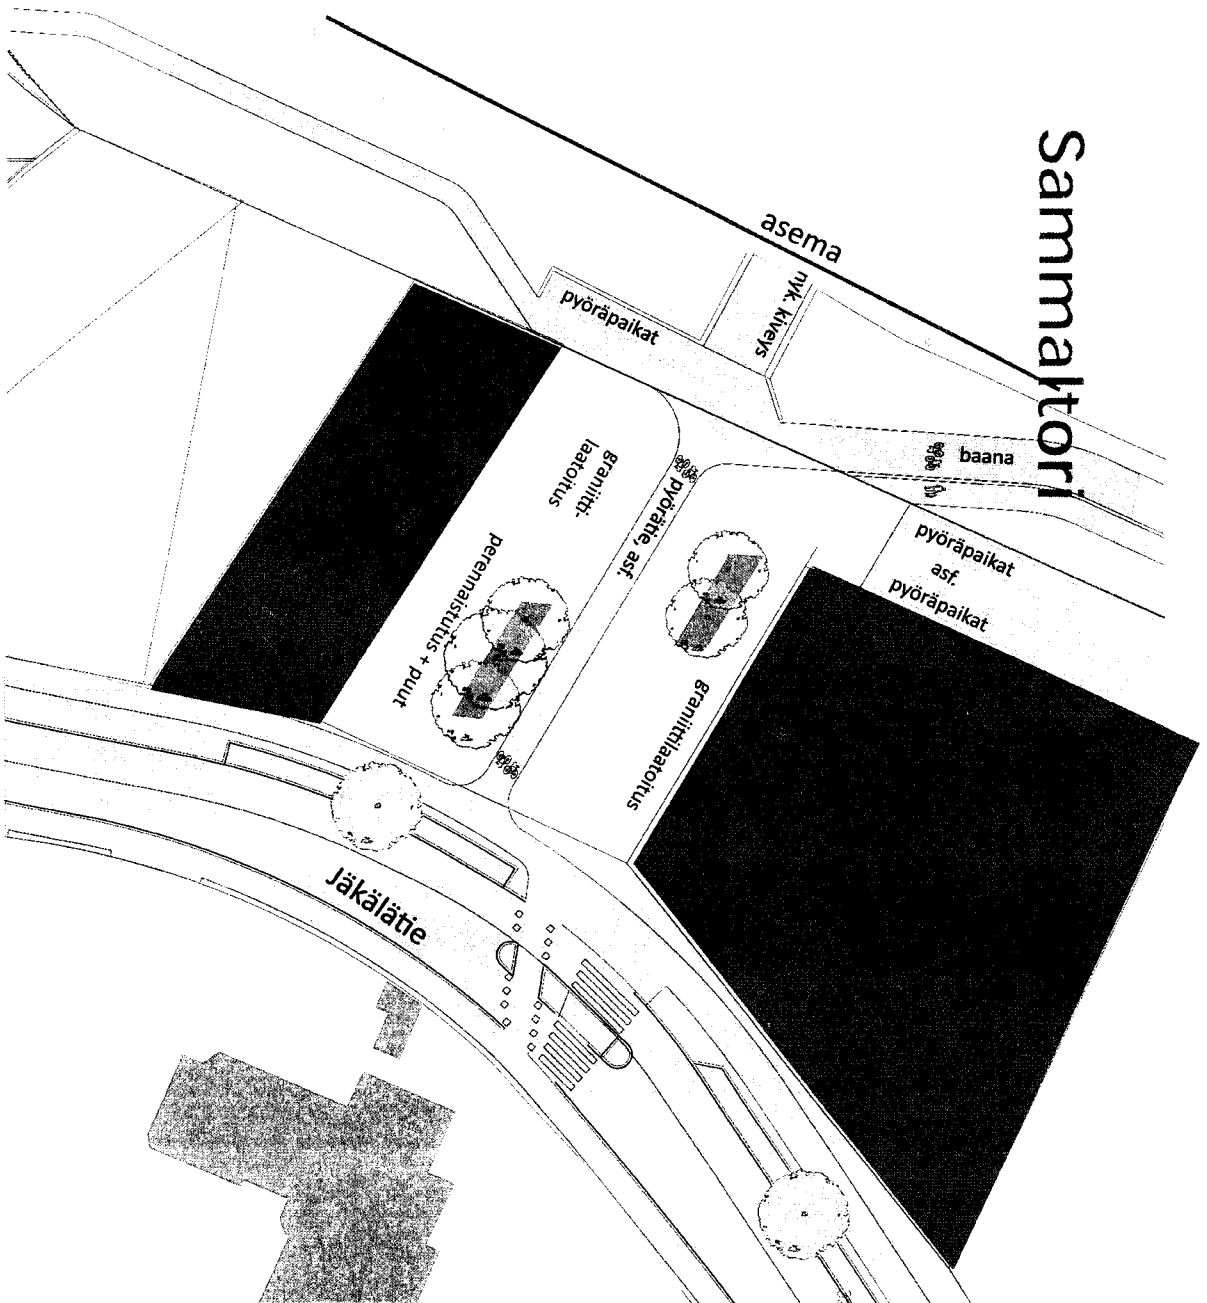 Sammaltori
asema
nyk. kiveys
pyöräpaikat
baana
pyöräpaikat
asf.
pyöräpaikat
graniitti-
laatoitus
pyörätie, asf.
perennaistutus + puut
graniittilaatoitus
Jäkälätie